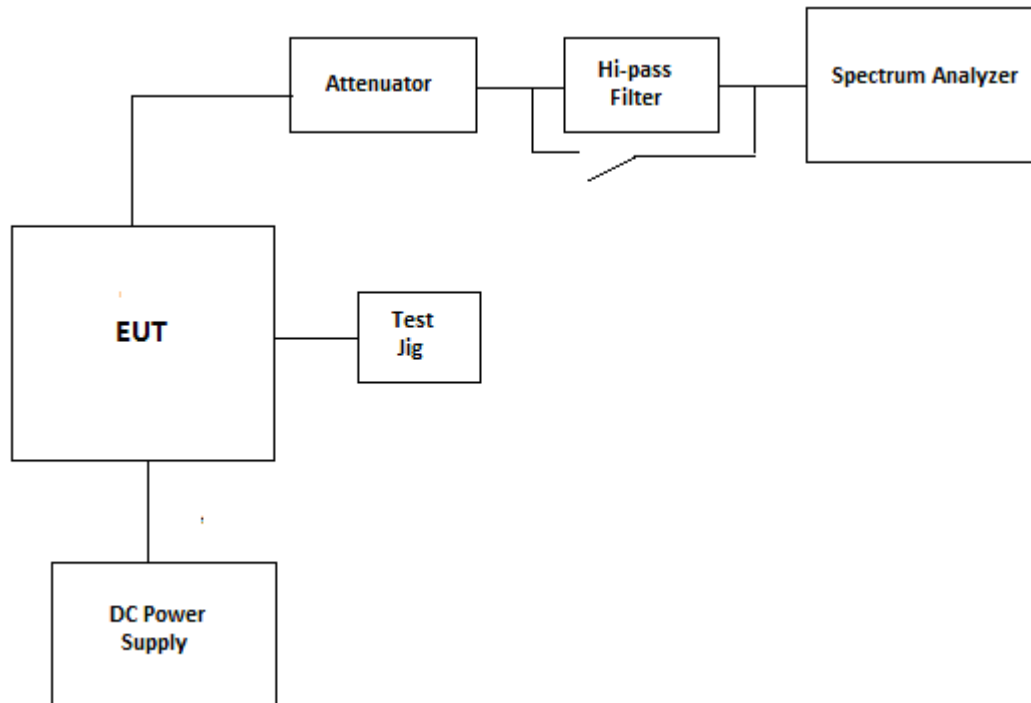 Attenuator
Hi-pass
Filter
Spectrum Analyzer
EUT
Test
Jig
DC Power
Supply